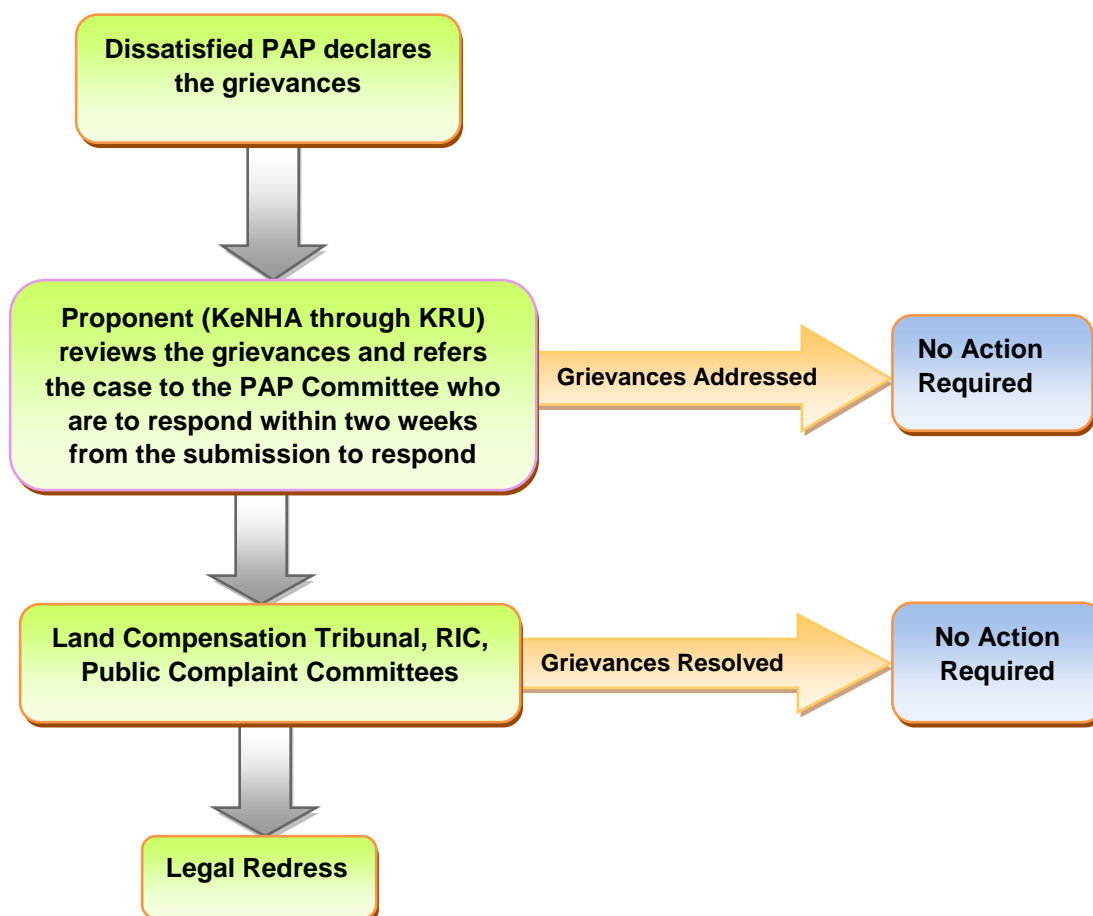 Dissatisfied PAP declares
the grievances
Proponent (KeNHA through KRU)
reviews the grievances and refers
the case to the PAP Committee who
are to respond within two weeks
from the submission to respond
Grievances Addressed
No Action
Required
Land Compensation Tribunal, RIC,
Public Complaint Committees
Grievances Resolved
No Action
Required
Legal Redress